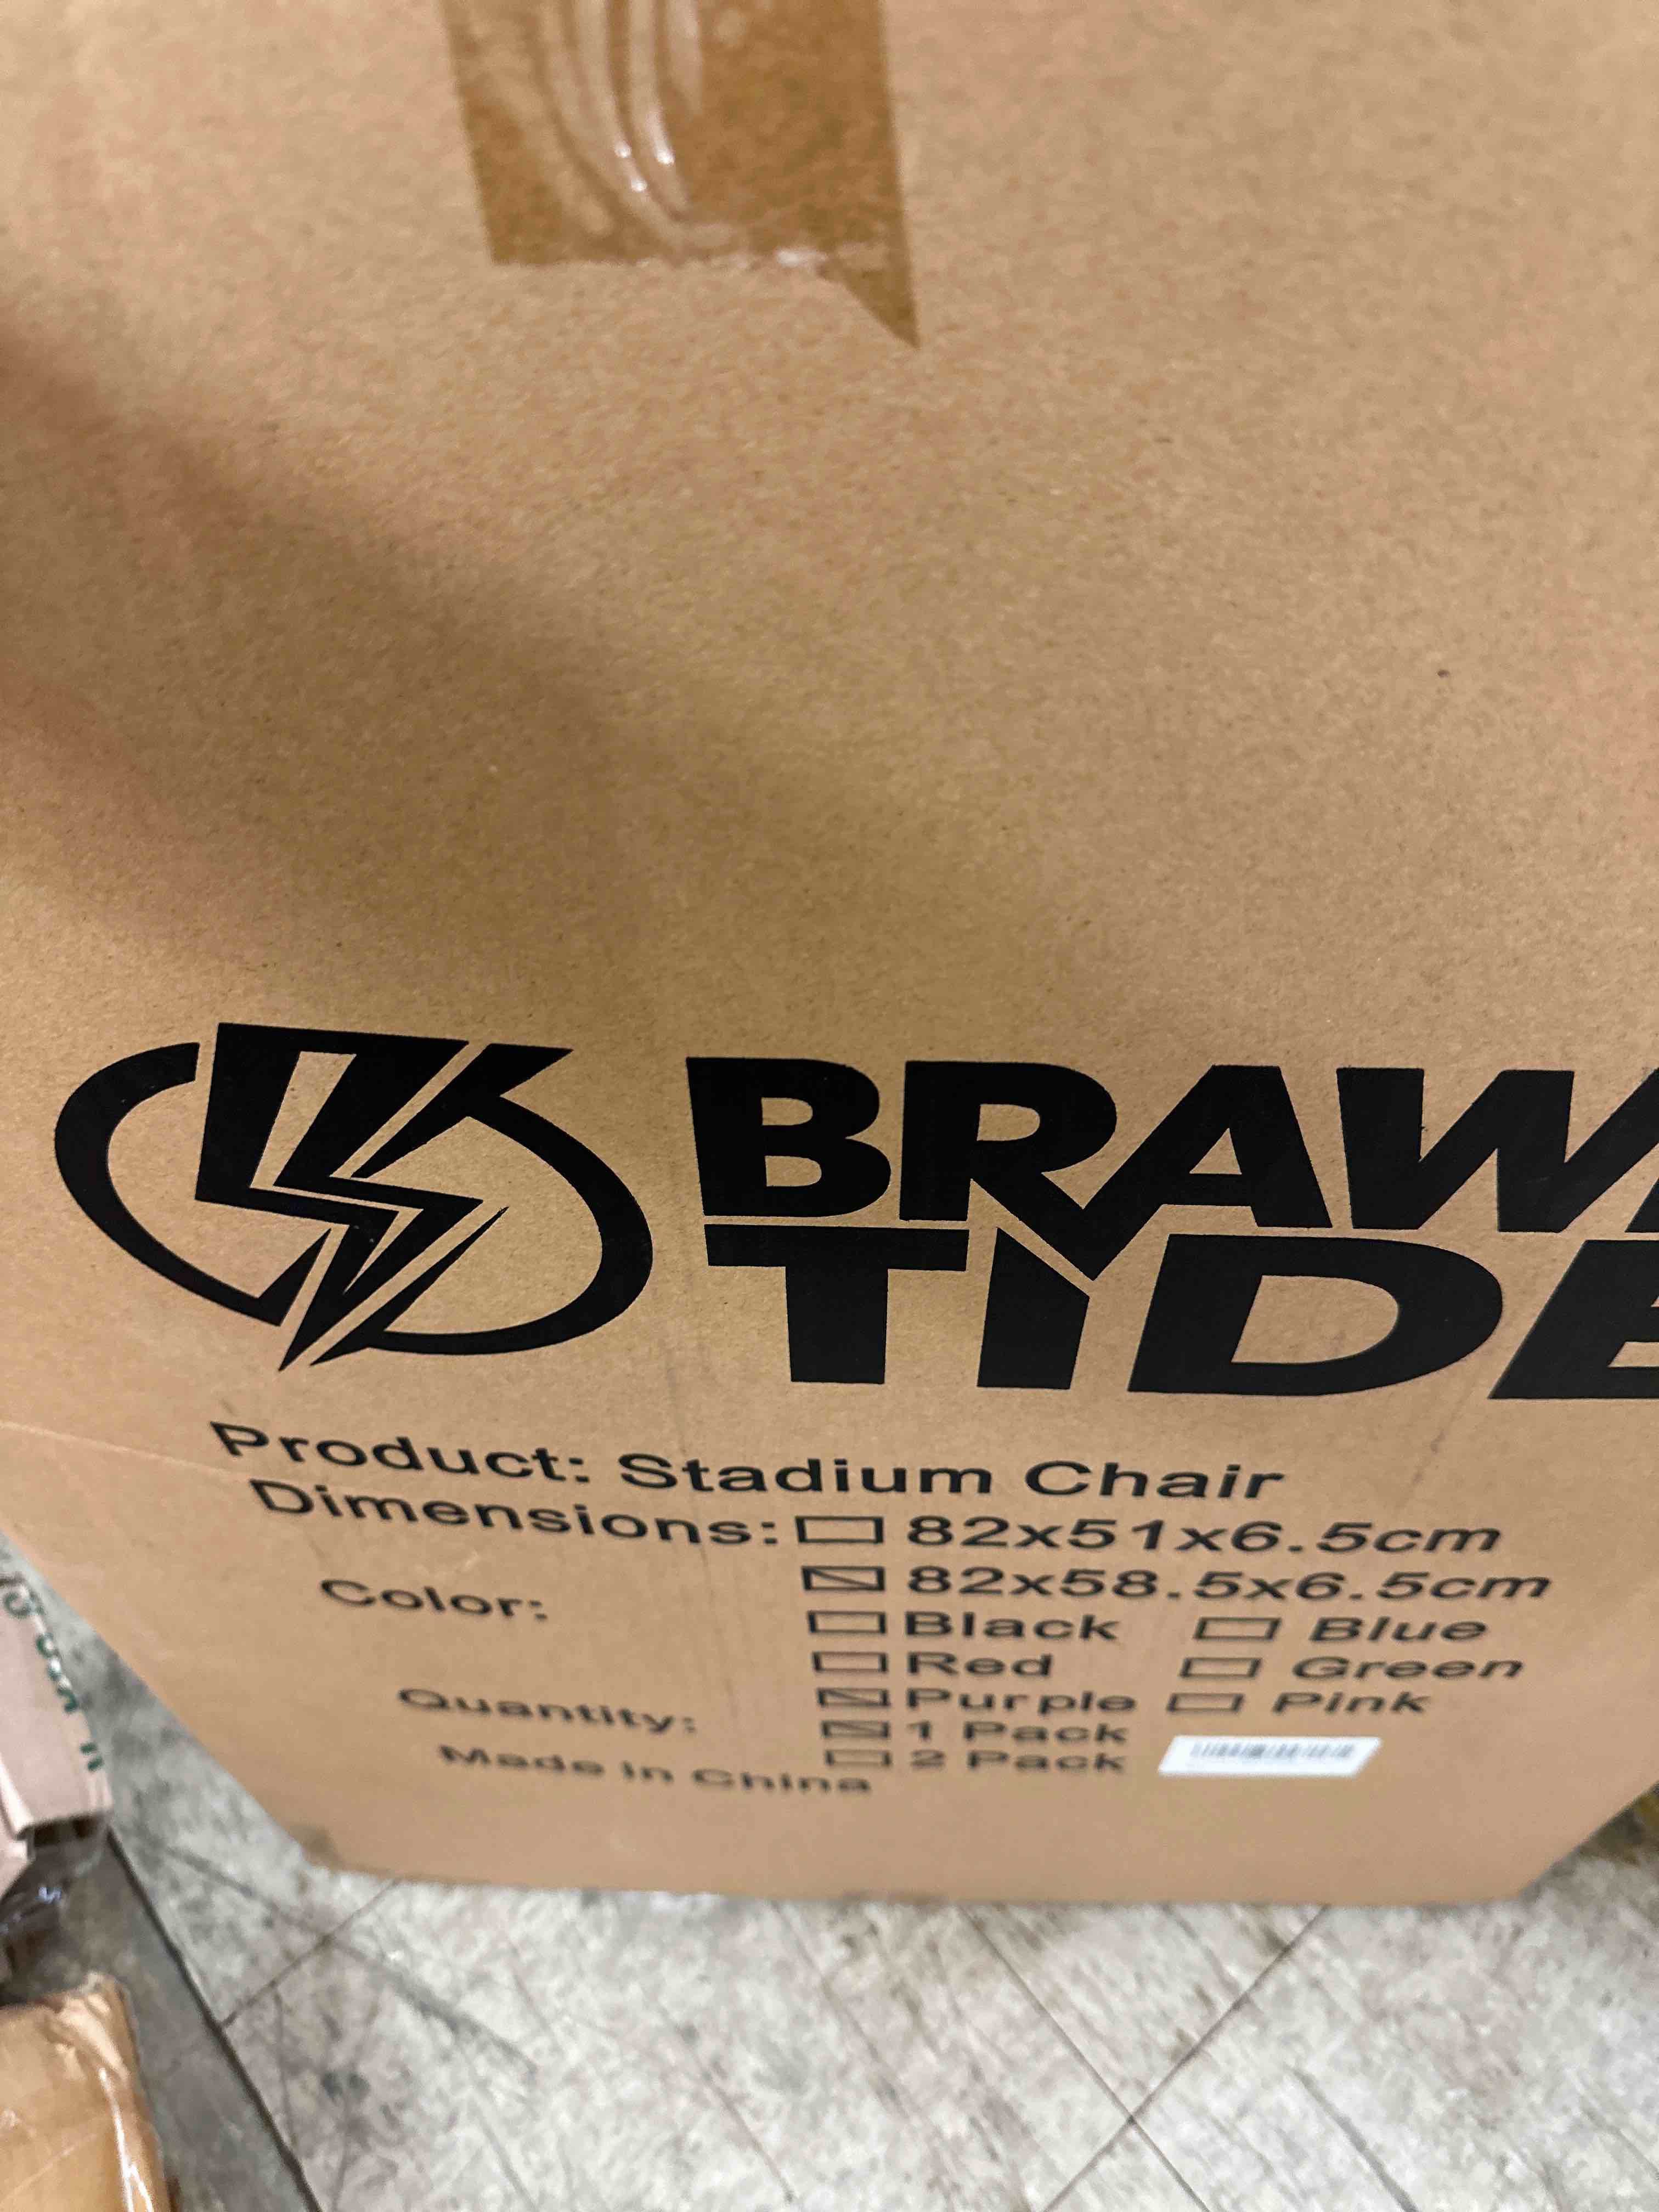 BRAW
TIDE
Product: Stadium Chair
Dimensions: 82x51x6.5cm
82x58.5x6.5cm
Color: Black Blue
Red Green
Purple Pink
Quantity: 1 Pack
2 Pack
Made in China